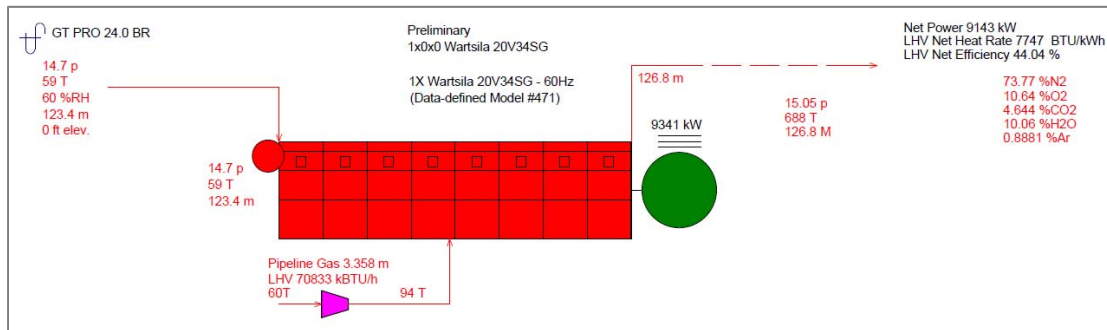 GT PRO 24.0 BR
Preliminary
1x0x0 Wartsila 20V34SG
1X Wartsila 20V34SG - 60Hz
(Data-defined Model #471)
Net Power 9143 kW
LHV Net Heat Rate 7747 BTU/kWh
LHV Net Efficiency 44.04 %
14.7 p
59 T
60 %RH
123.4 m
0 ft elev.
126.8 m
73.77 %N2
10.64 %O2
4.644 %CO2
10.06 %H2O
0.8881 %Ar
15.05 p
688 T
126.8 M
9341 kW
14.7 p
59 T
123.4 m
Pipeline Gas 3.358 m
LHV 70833 kBTU/h
60T
94 T